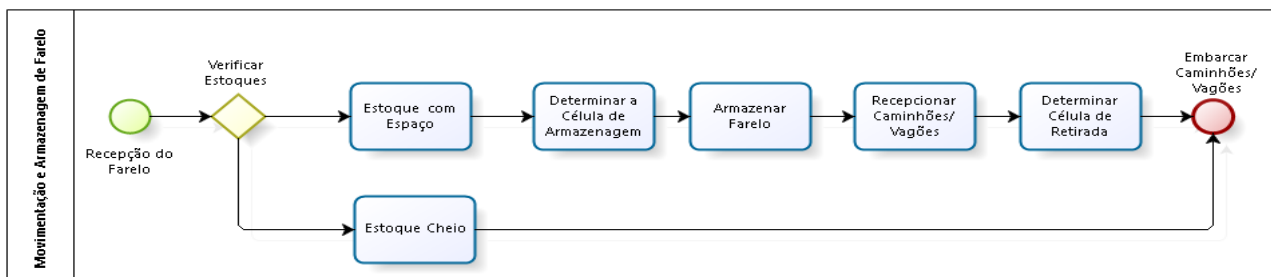 Movimentação e Armazenagem de Farelo
Recepção do
Farelo
Verificar
Estoques
Estoque com
Espaço
Determinar a
Célula de
Armazenagem
Armazenar
Farelo
Recepcionar
Caminhões/
Vagões
Determinar
Célula de
Retirada
Embarcar
Caminhões/
Vagões
Estoque Cheio